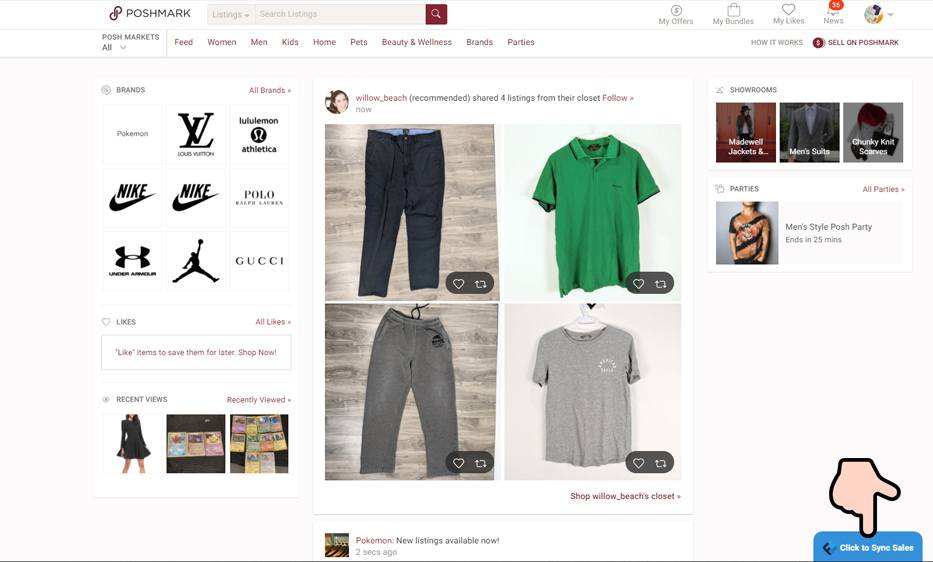 POSHMARK
Listings
Search Listings
My Offers
My Bundles
My Likes
36
News
POSH MARKETS
All
Feed
Women
Men
Kids
Home
Pets
Beauty & Wellness
Brands
Parties
HOW IT WORKS
$ SELL ON POSHMARK
BRANDS
All Brands »
Pokemon
LV
LOUIS VUITTON
lululemon
athletica
NIKE
NIKE
POLO
RALPH LAUREN
UNDER ARMOUR
GUCCI
LIKES
All Likes »
"Like" items to save them for later. Shop Now!
RECENT VIEWS
Recently Viewed »
willow_beach (recommended) shared 4 listings from their closet Follow »
now
Shop willow_beach's closet »
Pokemon: New listings available now!
2 secs ago
SHOWROOMS
Madewell
Jackets &...
Men's Suits
Chunky Knit
Scarves
PARTIES
All Parties »
Men's Style Posh Party
Ends in 25 mins
Click to Sync Sales